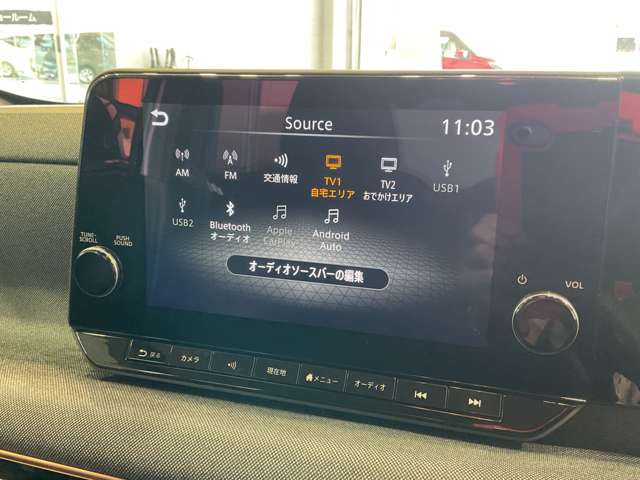 ョールーム
Source
11:03
AM
FM
交通情報
TV1
自宅エリア
TV2
おでかけエリア
USB1
USB2
Bluetooth
オーディオ
Apple
CarPlay
Android
Auto
オーディオソースバーの編集
TUNE·
SCROLL
PUSH
SOUND
VOL
戻る
カメラ
現在地
メニュー
オーディオ